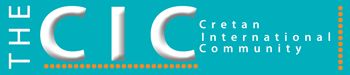 THE
CIC
Cretan
International
Community